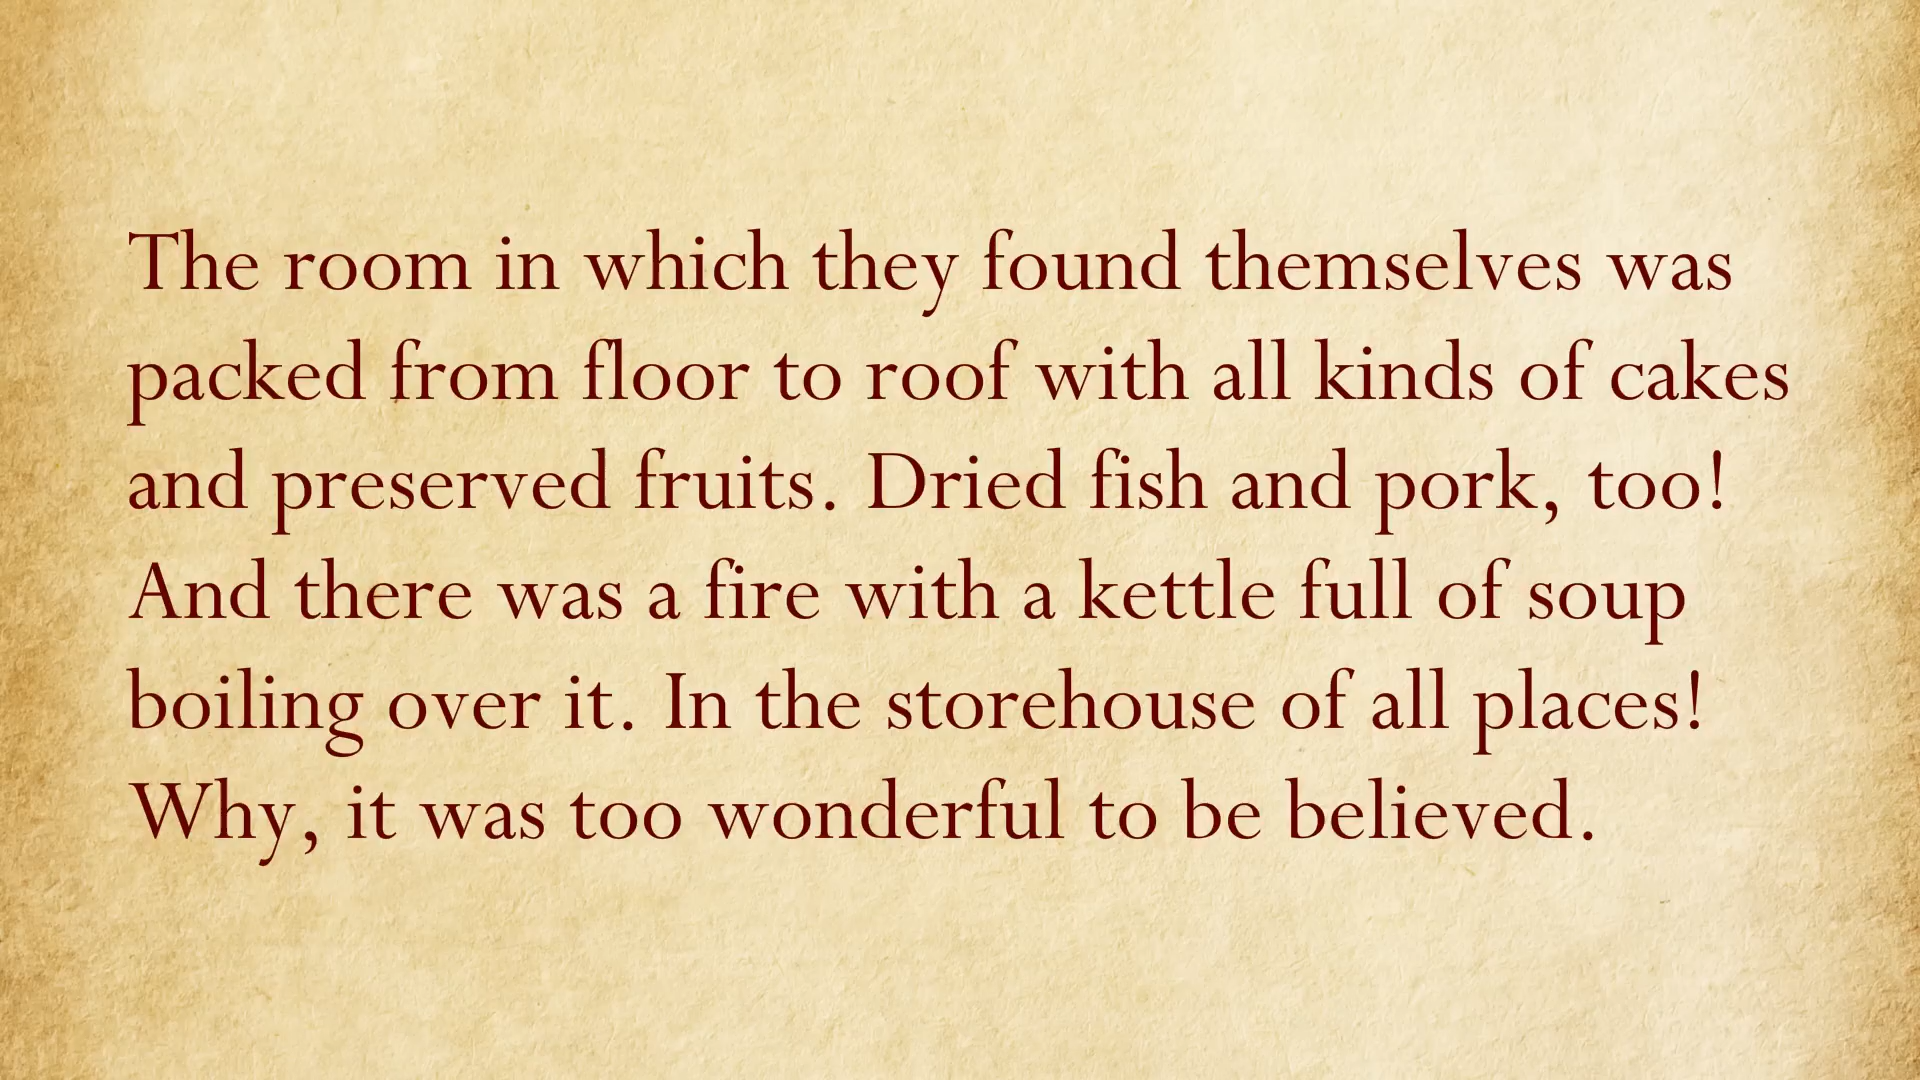 The room in which they found themselves was
packed from floor to roof with all kinds of cakes
and preserved fruits. Dried fish and pork, too!
And there was a fire with a kettle full of soup
boiling over it. In the storehouse of all places!
Why, it was too wonderful to be believed.